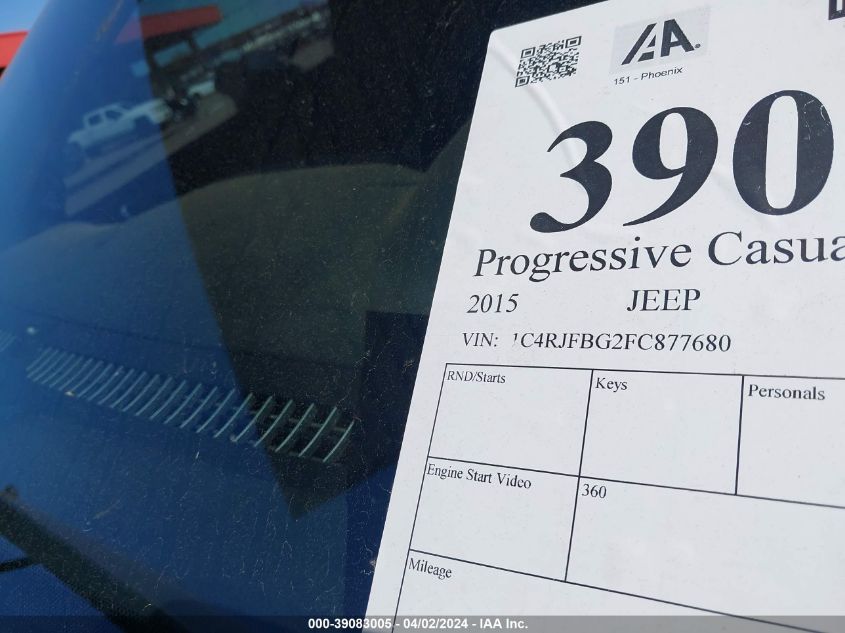 IAA
151 - Phoenix
390
Progressive Casua
2015 JEEP
VIN: 1C4RJFBG2FC877680
RND/Starts Keys Personals
Engine Start Video 360
Mileage
000-39083005 - 04/02/2024 - IAA Inc.